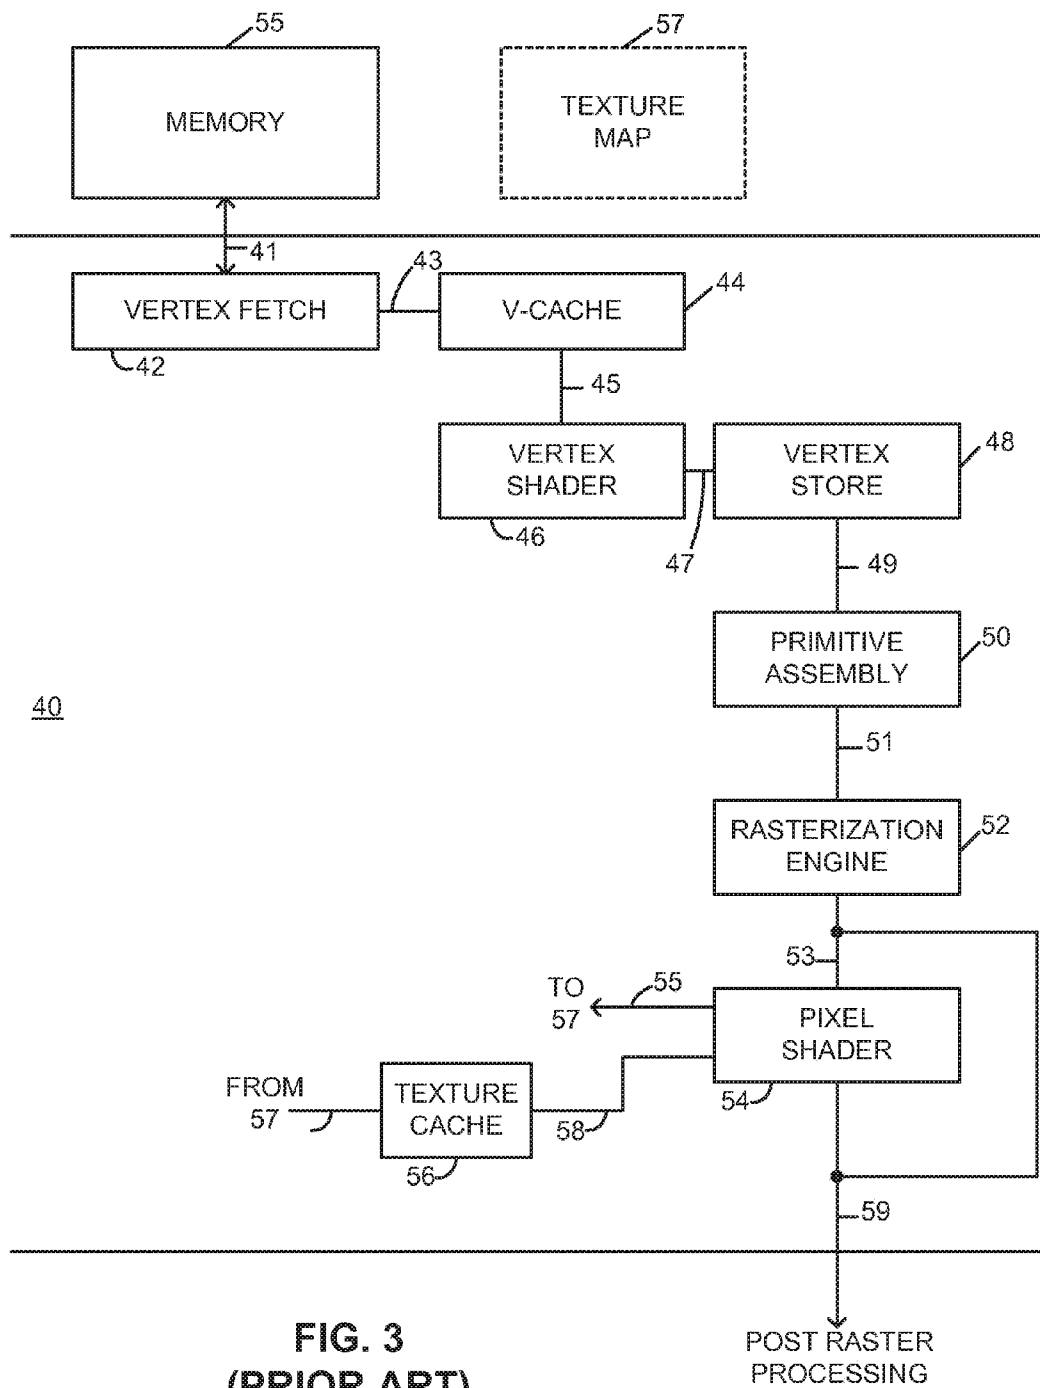 55
57
MEMORY
TEXTURE
MAP
41
43
VERTEX FETCH
V-CACHE
44
42
45
VERTEX
SHADER
VERTEX
STORE
48
46
47
49
PRIMITIVE
ASSEMBLY
50
40
51
RASTERIZATION
ENGINE
52
53
TO
57
55
PIXEL
SHADER
54
FROM
57
TEXTURE
CACHE
58
56
59
FIG. 3
(PRIOR ART)
POST RASTER
PROCESSING